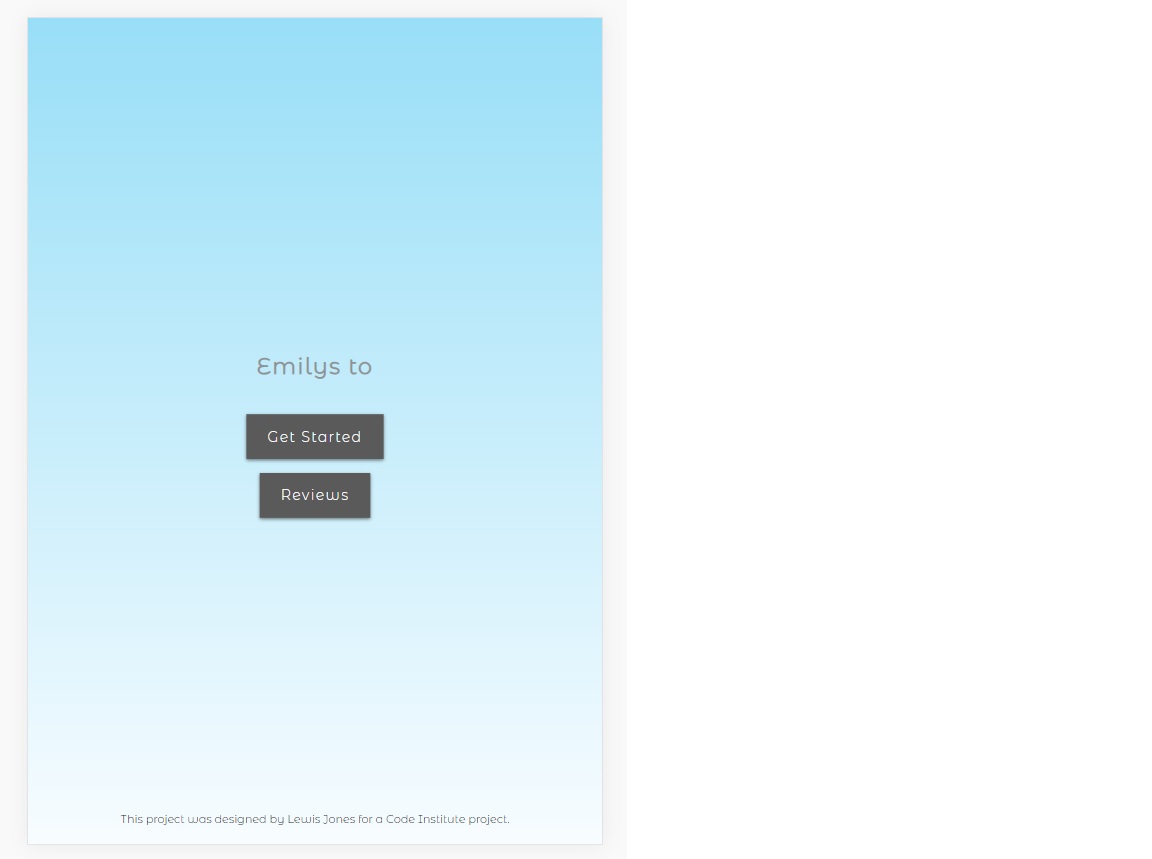 Emilys to
Get Started
Reviews
This project was designed by Lewis Jones for a Code Institute project.